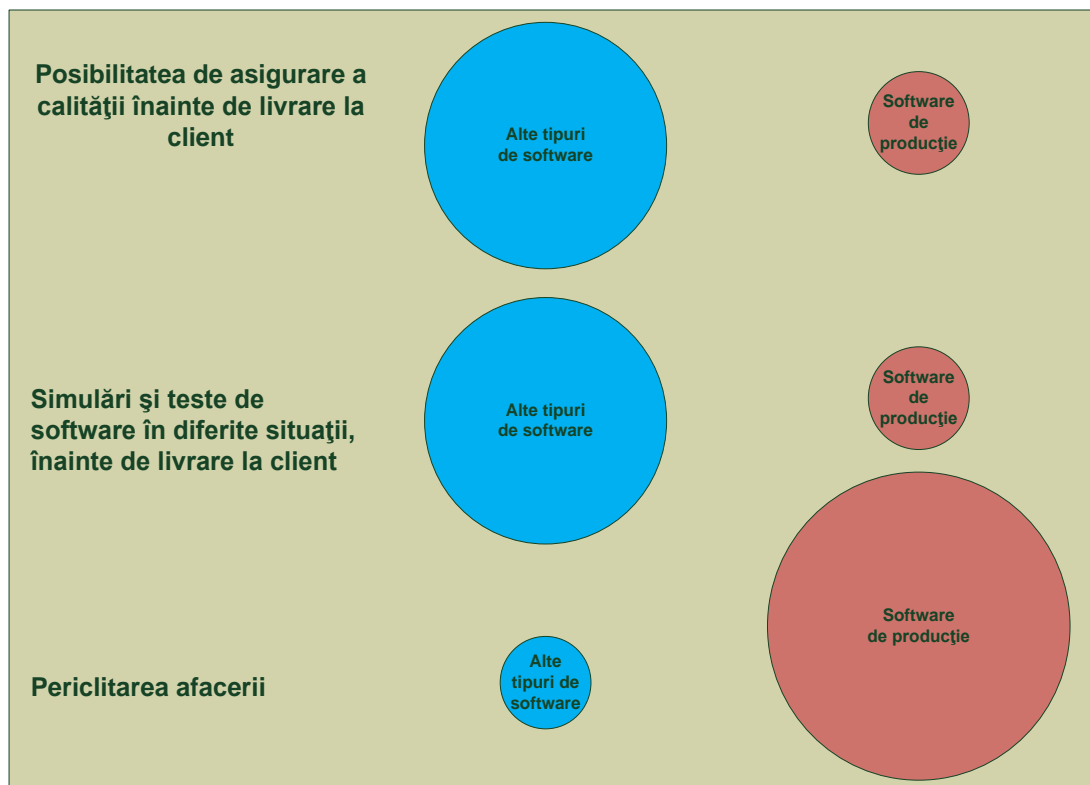 Posibilitatea de asigurare a
calităţii înainte de livrare la
client
Alte tipuri
de software
Software
de
producţie
Simulări şi teste de
software în diferite situaţii,
înainte de livrare la client
Alte tipuri
de software
Software
de
producţie
Periclitarea afacerii
Alte
tipuri de
software
Software
de producţie